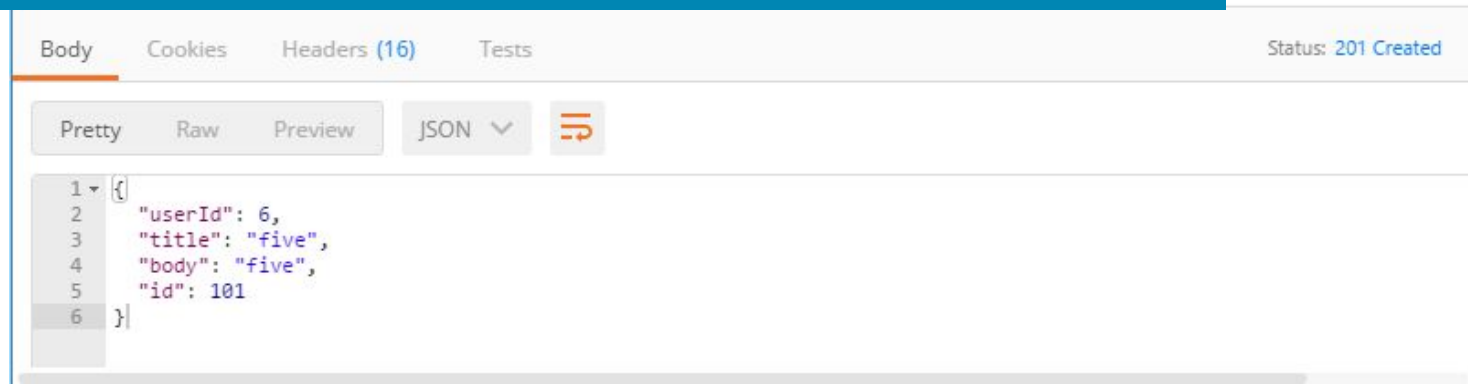 Body Cookies Headers (16) Tests Status: 201 Created
Pretty Raw Preview JSON
1 {
2 "userId": 6,
3 "title": "five",
4 "body": "five",
5 "id": 101
6 }